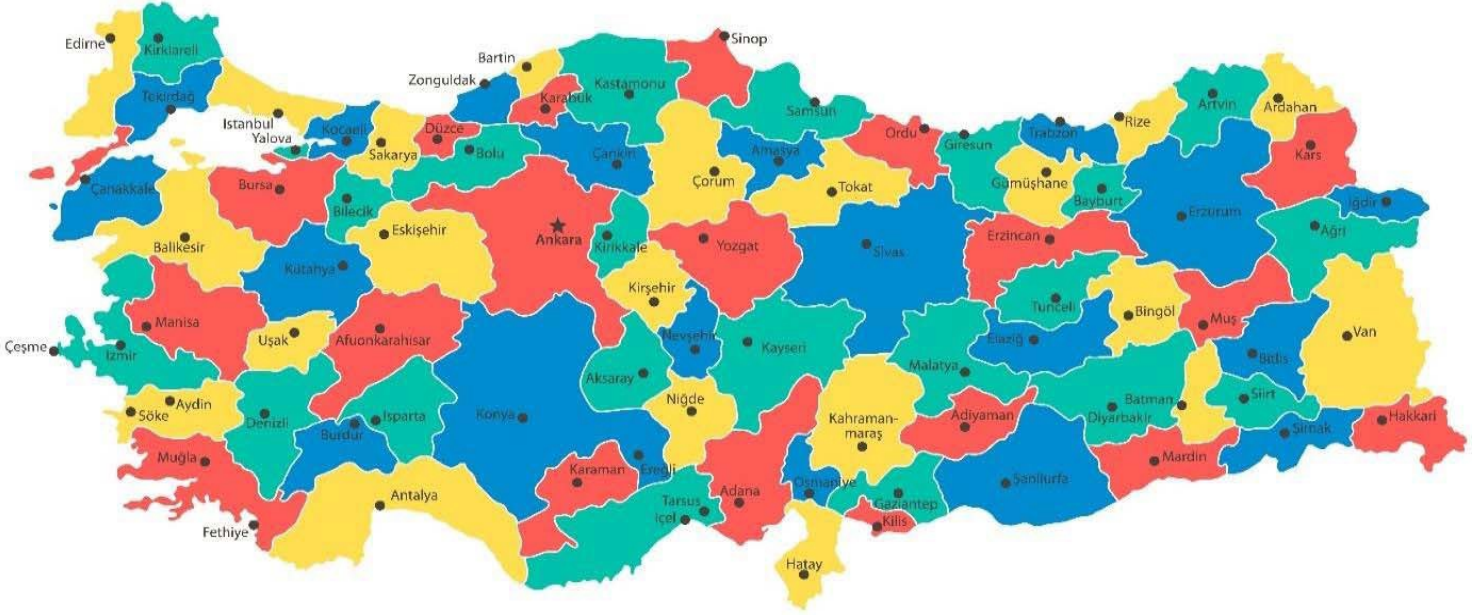 Edirne
Kirklareli
Tekirdağ
Istanbul
Yalova
Kocaeli
Sakarya
Düzce
Zonguldak
Bartin
Karabük
Kastamonu
Sinop
Samsun
Bolu
Çankin
Çorum
Amasya
Tokat
Ordu
Giresun
Trabzon
Rize
Artvin
Ardahan
Kars
Gümüşhane
Bayburt
Erzurum
Iğdir
Ağri
Çanakkale
Bursa
Bilecik
Eskişehir
Ankara
Kirikkale
Yozgat
Sivas
Erzincan
Balikesir
Kütahya
Kirşehir
Tunceli
Bingöl
Muş
Van
Manisa
Uşak
Afuonkarahisar
Nevşehir
Kayseri
Malatya
Elaziğ
Bitlis
Çeşme
Izmir
Aksaray
Söke
Aydin
Denizli
Burdur
Isparta
Konya
Niğde
Kahraman-
maraş
Adiyaman
Diyarbakir
Batman
Siirt
Şirnak
Hakkari
Muğla
Fethiye
Antalya
Karaman
Ereğli
Tarsus
Içel
Adana
Osmaniye
Gaziantep
Kilis
Sanliurfa
Mardin
Hatay